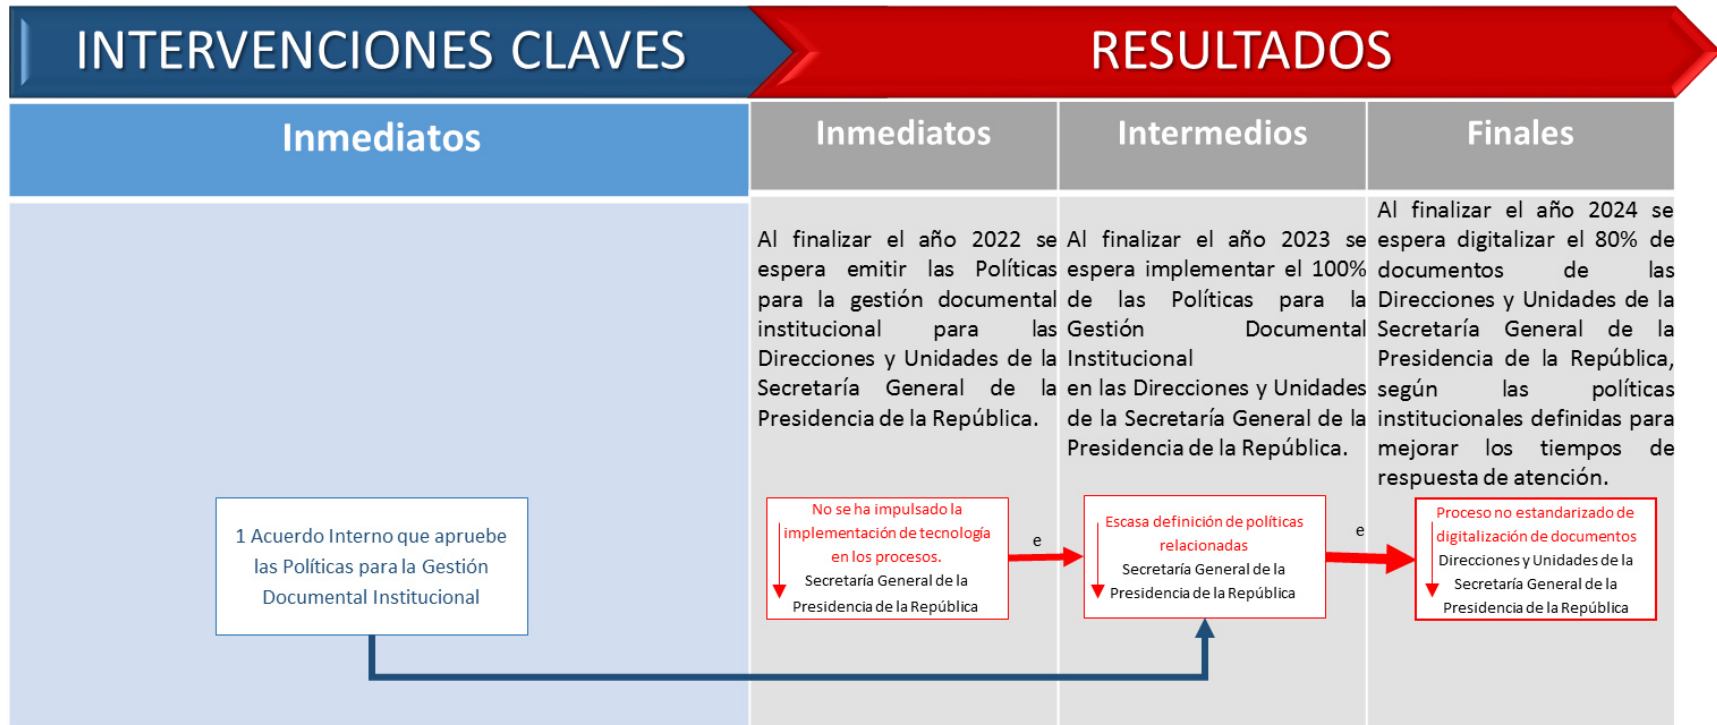 INTERVENCIONES CLAVES
RESULTADOS
Inmediatos
Inmediatos
Intermedios
Finales
Al finalizar el año 2022 se
espera emitir las Políticas
para la gestión documental
institucional para las
Direcciones y Unidades de la
Secretaría General de la
Presidencia de la República.
Al finalizar el año 2023 se
espera implementar el 100%
de las Políticas para la
Gestión Documental
Institucional
en las Direcciones y Unidades
de la Secretaría General de la
Presidencia de la República.
Al finalizar el año 2024 se
espera digitalizar el 80% de
documentos de las
Direcciones y Unidades de la
Secretaría General de la
Presidencia de la República,
según las políticas
institucionales definidas para
mejorar los tiempos de
respuesta de atención.
1 Acuerdo Interno que apruebe
las Políticas para la Gestión
Documental Institucional
No se ha impulsado la
implementación de tecnología
en los procesos.
Secretaría General de la
Presidencia de la República
e
Escasa definición de políticas
relacionadas
Secretaría General de la
Presidencia de la República
e
Proceso no estandarizado de
digitalización de documentos
Direcciones y Unidades de la
Secretaría General de la
Presidencia de la República